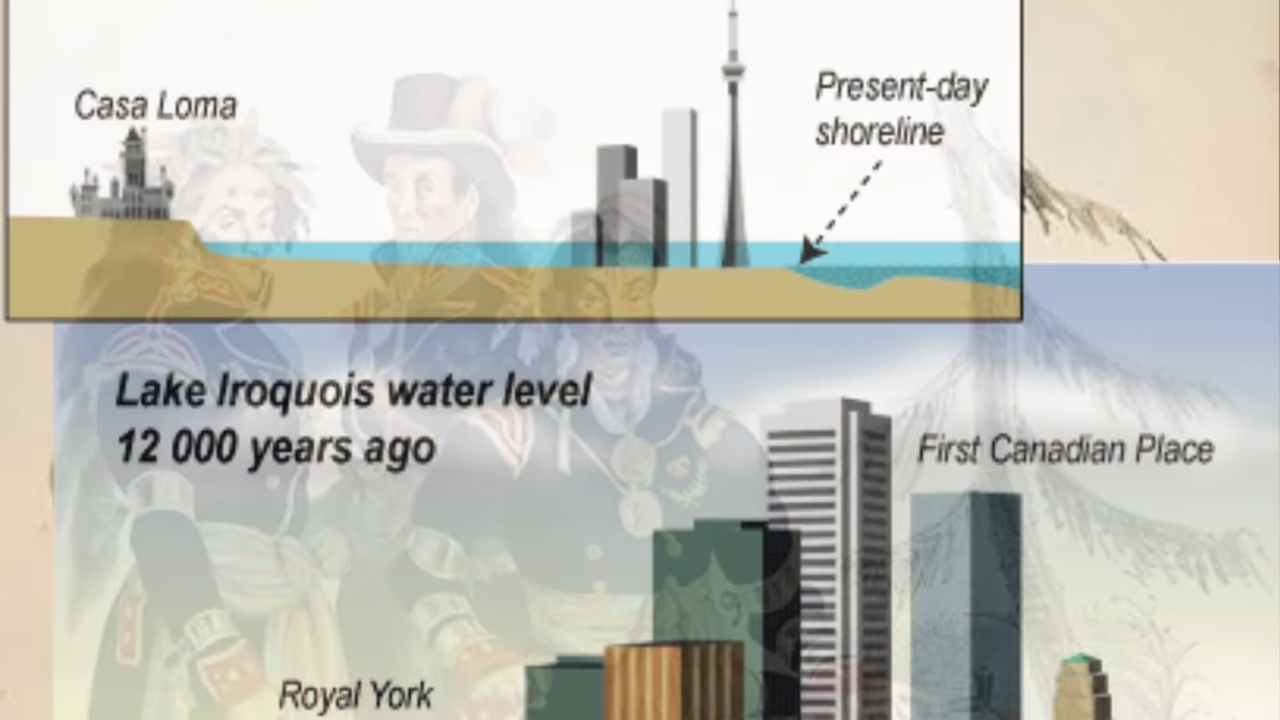 Casa Loma
Present-day
shoreline
Lake Iroquois water level
12 000 years ago
First Canadian Place
Royal York